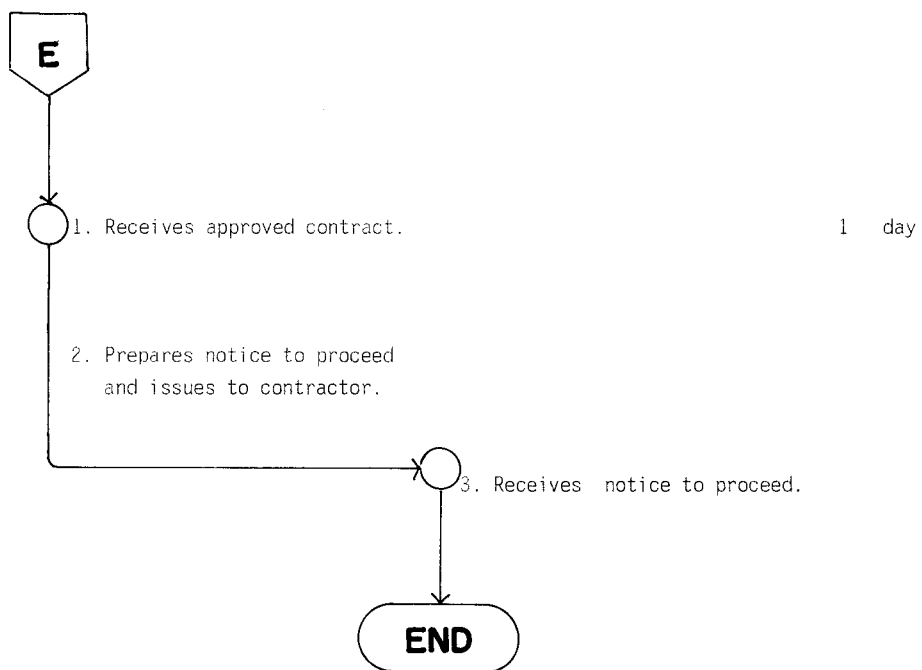 E
1. Receives approved contract. 1 day
2. Prepares notice to proceed
and issues to contractor.
3. Receives notice to proceed.
END